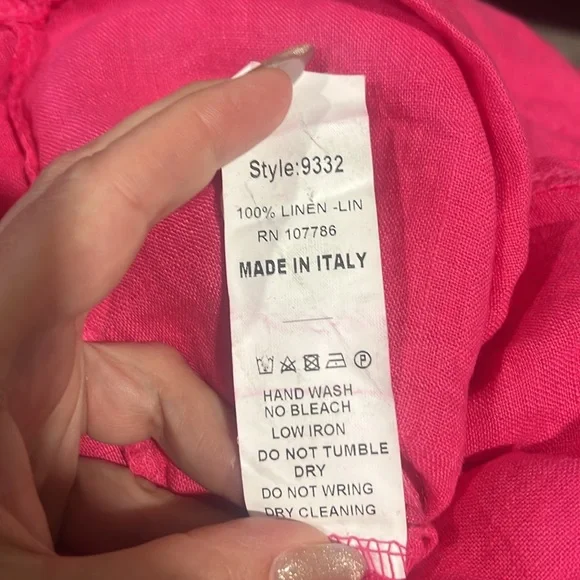 Style:9332
100% LINEN -LIN
RN 107786
MADE IN ITALY
P
HAND WASH
NO BLEACH
LOW IRON
DO NOT TUMBLE
DRY
DO NOT WRING
DRY CLEANING